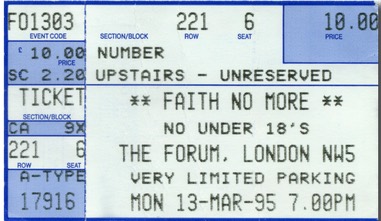 FO1303 221 6 10.00
EVENT CODE SECTION/BLOCK ROW SEAT PRICE
£ 10.00 NUMBER
PRICE
SC 2.20 UPSTAIRS - UNRESERVED
TICKET ** FAITH NO MORE **
SECTION/BLOCK
CA 9X NO UNDER 18'S
221 6 THE FORUM, LONDON NW5
ROW SEAT
A-TYPE VERY LIMITED PARKING
17916 MON 13-MAR-95 7.00PM